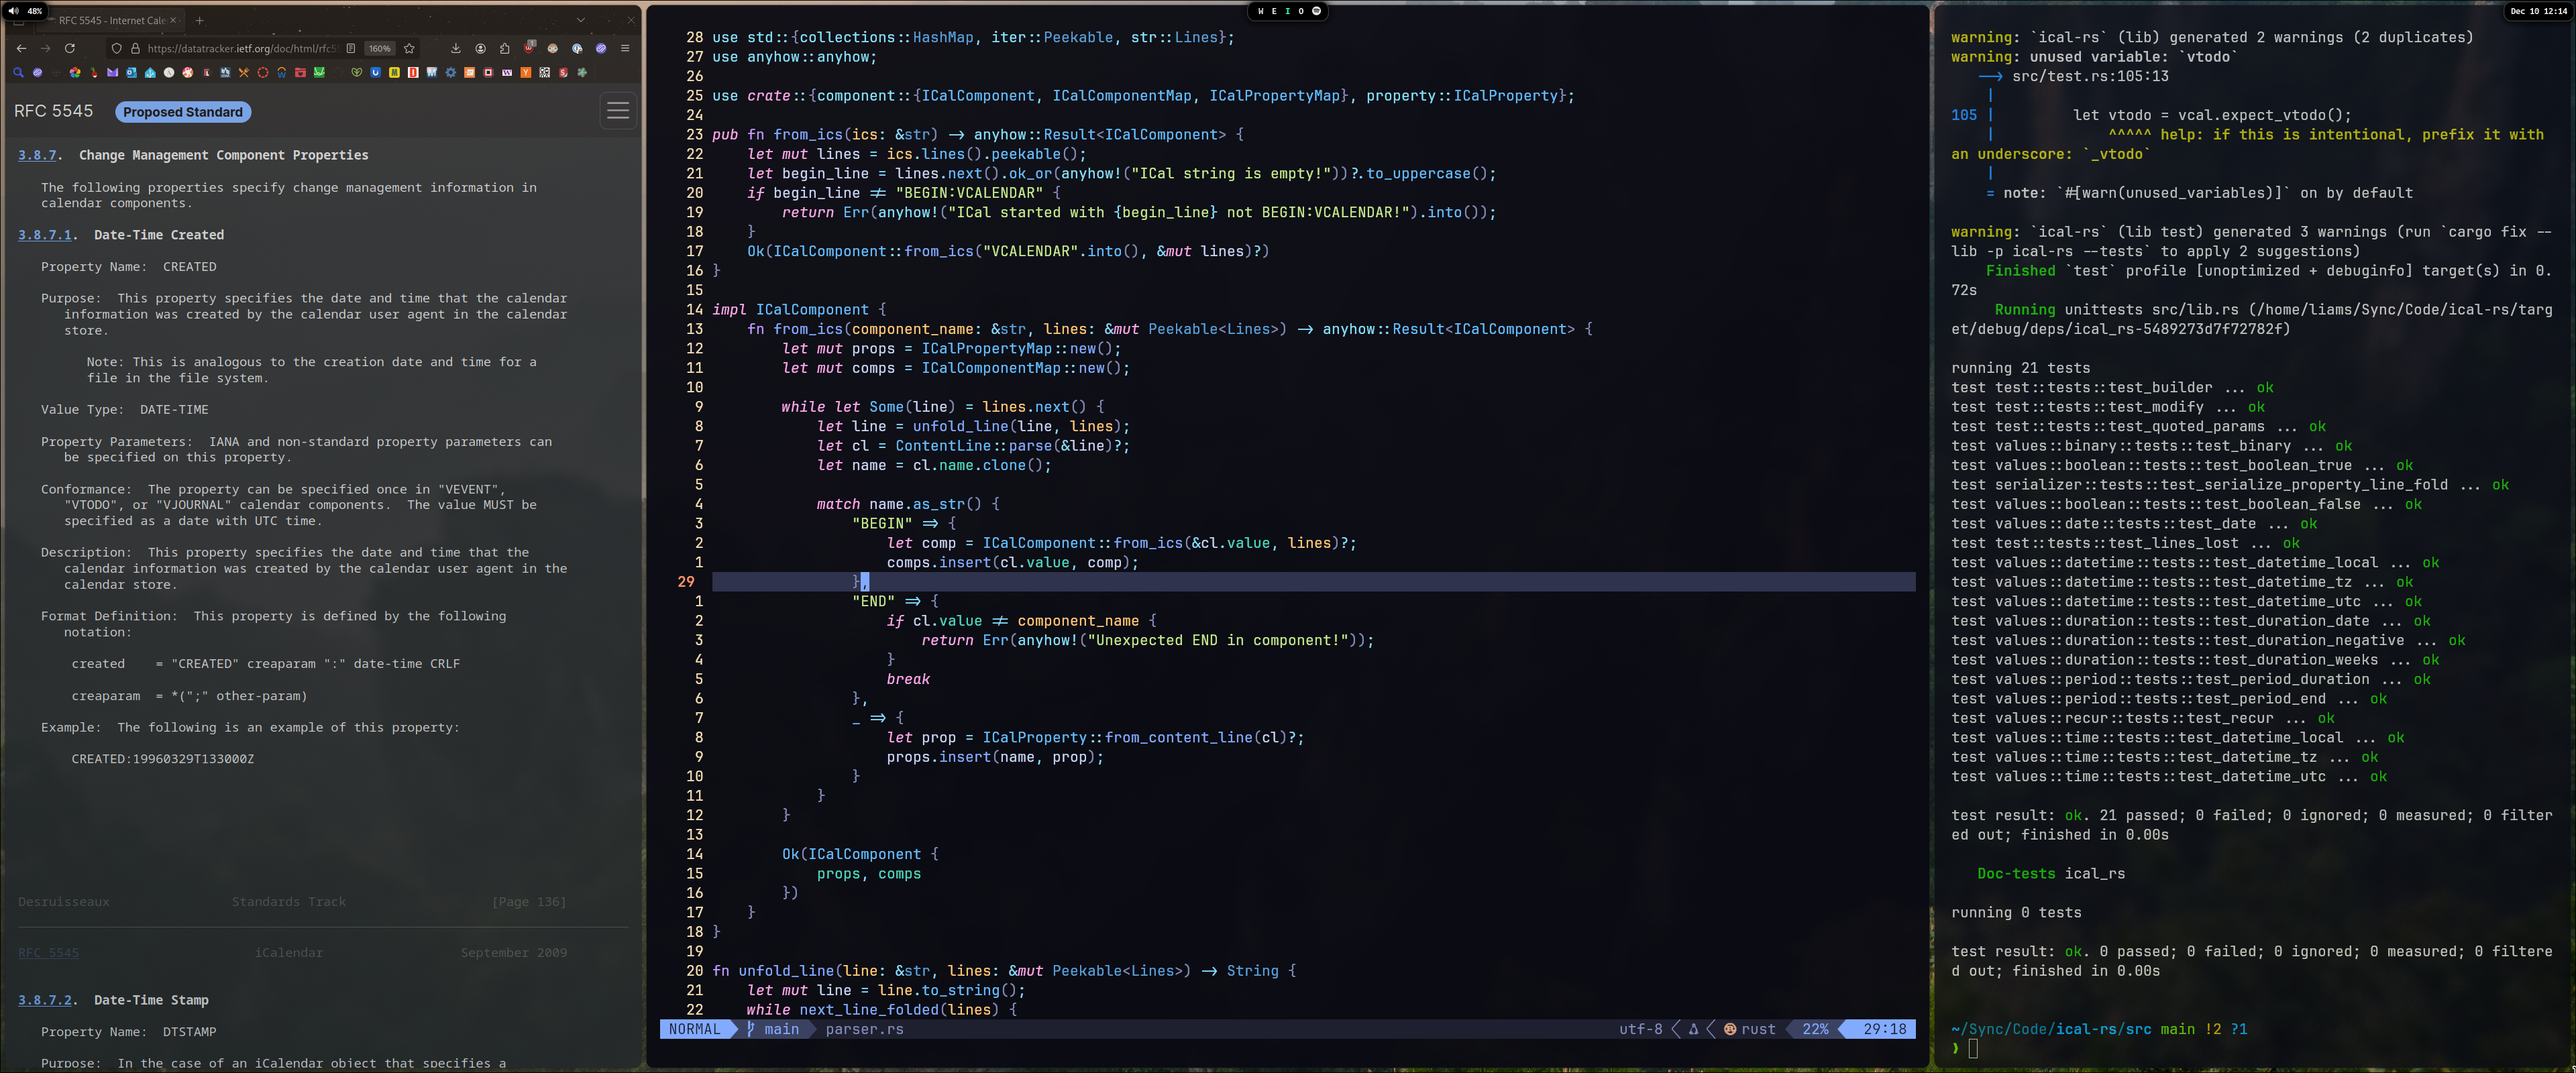 48%
RFC 5545 - Internet Cale
W E I O
Dec 10 12:14
https://datatracker.ietf.org/doc/html/rfc5
160%
RFC 5545 Proposed Standard
3.8.7. Change Management Component Properties
The following properties specify change management information in
calendar components.
3.8.7.1. Date-Time Created
Property Name: CREATED
Purpose: This property specifies the date and time that the calendar
information was created by the calendar user agent in the calendar
store.
Note: This is analogous to the creation date and time for a
file in the file system.
Value Type: DATE-TIME
Property Parameters: IANA and non-standard property parameters can
be specified on this property.
Conformance: The property can be specified once in "VEVENT",
"VTODO", or "VJOURNAL" calendar components. The value MUST be
specified as a date with UTC time.
Description: This property specifies the date and time that the
calendar information was created by the calendar user agent in the
calendar store.
Format Definition: This property is defined by the following
notation:
created = "CREATED" creaparam ":" date-time CRLF
creaparam = *(";" other-param)
Example: The following is an example of this property:
CREATED:19960329T133000Z
Desruisseaux Standards Track [Page 136]
RFC 5545 iCalendar September 2009
3.8.7.2. Date-Time Stamp
Property Name: DTSTAMP
Purpose: In the case of an iCalendar object that specifies a
28 use std::{collections::HashMap, iter::Peekable, str::Lines};
27 use anyhow::anyhow;
26
25 use crate::{component::{ICalComponent, ICalComponentMap, ICalPropertyMap}, property::ICalProperty};
24
23 pub fn from_ics(ics: &str) -> anyhow::Result<ICalComponent> {
22 let mut lines = ics.lines().peekable();
21 let begin_line = lines.next().ok_or(anyhow!("ICal string is empty!"))?.to_uppercase();
20 if begin_line != "BEGIN:VCALENDAR" {
19 return Err(anyhow!("ICal started with {begin_line} not BEGIN:VCALENDAR!").into());
18 }
17 Ok(ICalComponent::from_ics("VCALENDAR".into(), &mut lines)?)
16 }
15
14 impl ICalComponent {
13 fn from_ics(component_name: &str, lines: &mut Peekable<Lines>) -> anyhow::Result<ICalComponent> {
12 let mut props = ICalPropertyMap::new();
11 let mut comps = ICalComponentMap::new();
10
9 while let Some(line) = lines.next() {
8 let line = unfold_line(line, lines);
7 let cl = ContentLine::parse(&line)?;
6 let name = cl.name.clone();
5
4 match name.as_str() {
3 "BEGIN" => {
2 let comp = ICalComponent::from_ics(&cl.value, lines)?;
1 comps.insert(cl.value, comp);
29 },
1 "END" => {
2 if cl.value != component_name {
3 return Err(anyhow!("Unexpected END in component!"));
4 }
5 break
6 },
7 _ => {
8 let prop = ICalProperty::from_content_line(cl)?;
9 props.insert(name, prop);
10 }
11 }
12 }
13
14 Ok(ICalComponent {
15 props, comps
16 })
17 }
18 }
19
20 fn unfold_line(line: &str, lines: &mut Peekable<Lines>) -> String {
21 let mut line = line.to_string();
22 while next_line_folded(lines) {
NORMAL main parser.rs utf-8 rust 22% 29:18
warning: `ical-rs` (lib) generated 2 warnings (2 duplicates)
warning: unused variable: `vtodo`
--> src/test.rs:105:13
|
105 | let vtodo = vcal.expect_vtodo();
| ^^^^^ help: if this is intentional, prefix it with
an underscore: `_vtodo`
|
= note: `#[warn(unused_variables)]` on by default
warning: `ical-rs` (lib test) generated 3 warnings (run `cargo fix --
lib -p ical-rs --tests` to apply 2 suggestions)
Finished `test` profile [unoptimized + debuginfo] target(s) in 0.
72s
Running unittests src/lib.rs (/home/liams/Sync/Code/ical-rs/targ
et/debug/deps/ical_rs-5489273d7f72782f)
running 21 tests
test test::tests::test_builder ... ok
test test::tests::test_modify ... ok
test test::tests::test_quoted_params ... ok
test values::binary::tests::test_binary ... ok
test values::boolean::tests::test_boolean_true ... ok
test serializer::tests::test_serialize_property_line_fold ... ok
test values::boolean::tests::test_boolean_false ... ok
test values::date::tests::test_date ... ok
test test::tests::test_lines_lost ... ok
test values::datetime::tests::test_datetime_local ... ok
test values::datetime::tests::test_datetime_tz ... ok
test values::datetime::tests::test_datetime_utc ... ok
test values::duration::tests::test_duration_date ... ok
test values::duration::tests::test_duration_negative ... ok
test values::duration::tests::test_duration_weeks ... ok
test values::period::tests::test_period_duration ... ok
test values::period::tests::test_period_end ... ok
test values::recur::tests::test_recur ... ok
test values::time::tests::test_datetime_local ... ok
test values::time::tests::test_datetime_tz ... ok
test values::time::tests::test_datetime_utc ... ok
test result: ok. 21 passed; 0 failed; 0 ignored; 0 measured; 0 filter
ed out; finished in 0.00s
Doc-tests ical_rs
running 0 tests
test result: ok. 0 passed; 0 failed; 0 ignored; 0 measured; 0 filtere
d out; finished in 0.00s
~/Sync/Code/ical-rs/src main !2 ?1
❯